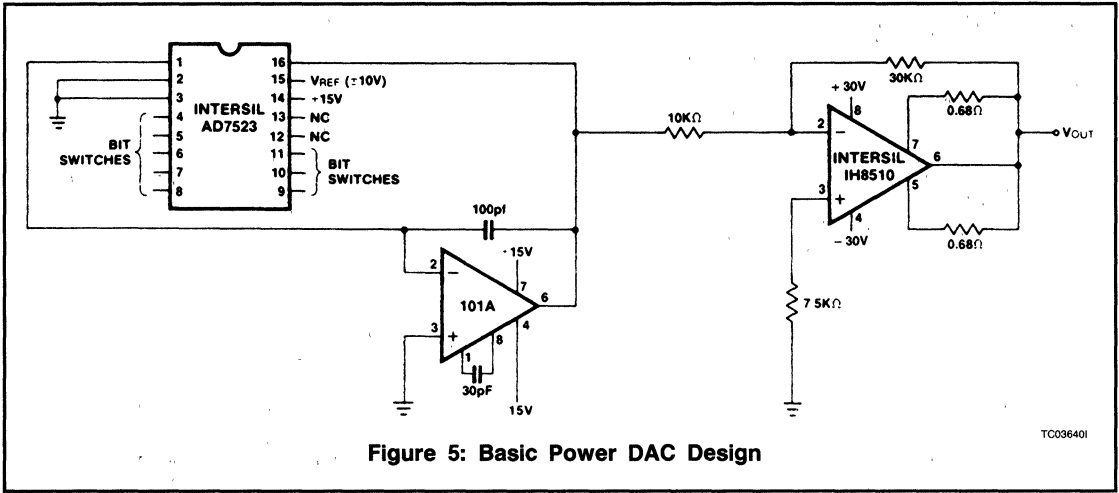 1
2
3
4
5
6
7
8
16
15
14
13
12
11
10
9
INTERSIL
AD7523
VREF (±10V)
+15V
NC
NC
BIT
SWITCHES
BIT
SWITCHES
100pf
2
−
-15V
7
101A
6
3
+
4
8
1
30pF
15V
10KΩ
30KΩ
+30V
8
0.68Ω
2
−
7
INTERSIL
IH8510
6
VOUT
3
+
5
4
−30V
0.68Ω
7 5KΩ
TC03640I
Figure 5: Basic Power DAC Design